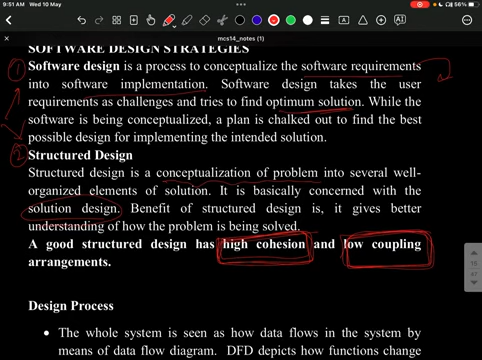 9:51 AM Wed 10 May
56%
mcs14_notes (1)
SOFTWARE DESIGN STRATEGIES
1 Software design is a process to conceptualize the software requirements
into software implementation. Software design takes the user
requirements as challenges and tries to find optimum solution. While the
software is being conceptualized, a plan is chalked out to find the best
possible design for implementing the intended solution.
2 Structured Design
Structured design is a conceptualization of problem into several well-
organized elements of solution. It is basically concerned with the
solution design. Benefit of structured design is, it gives better
understanding of how the problem is being solved.
A good structured design has high cohesion and low coupling
arrangements.
Design Process
• The whole system is seen as how data flows in the system by
means of data flow diagram. DFD depicts how functions change